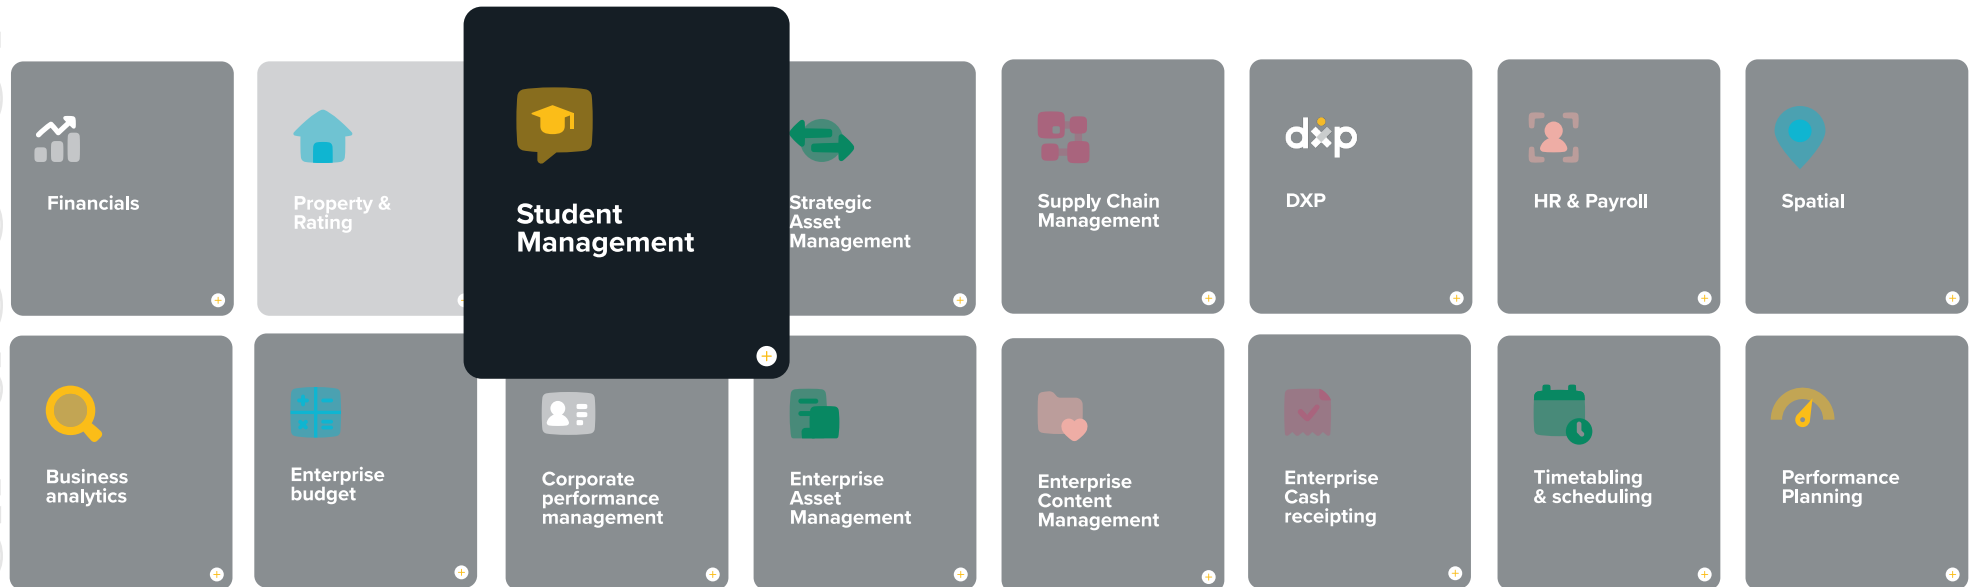 Financials
Property &
Rating
Student
Management
Strategic
Asset
Management
Supply Chain
Management
dxp
DXP
HR & Payroll
Spatial
Business
analytics
Enterprise
budget
Corporate
performance
management
Enterprise
Asset
Management
Enterprise
Content
Management
Enterprise
Cash
receipting
Timetabling
& scheduling
Performance
Planning